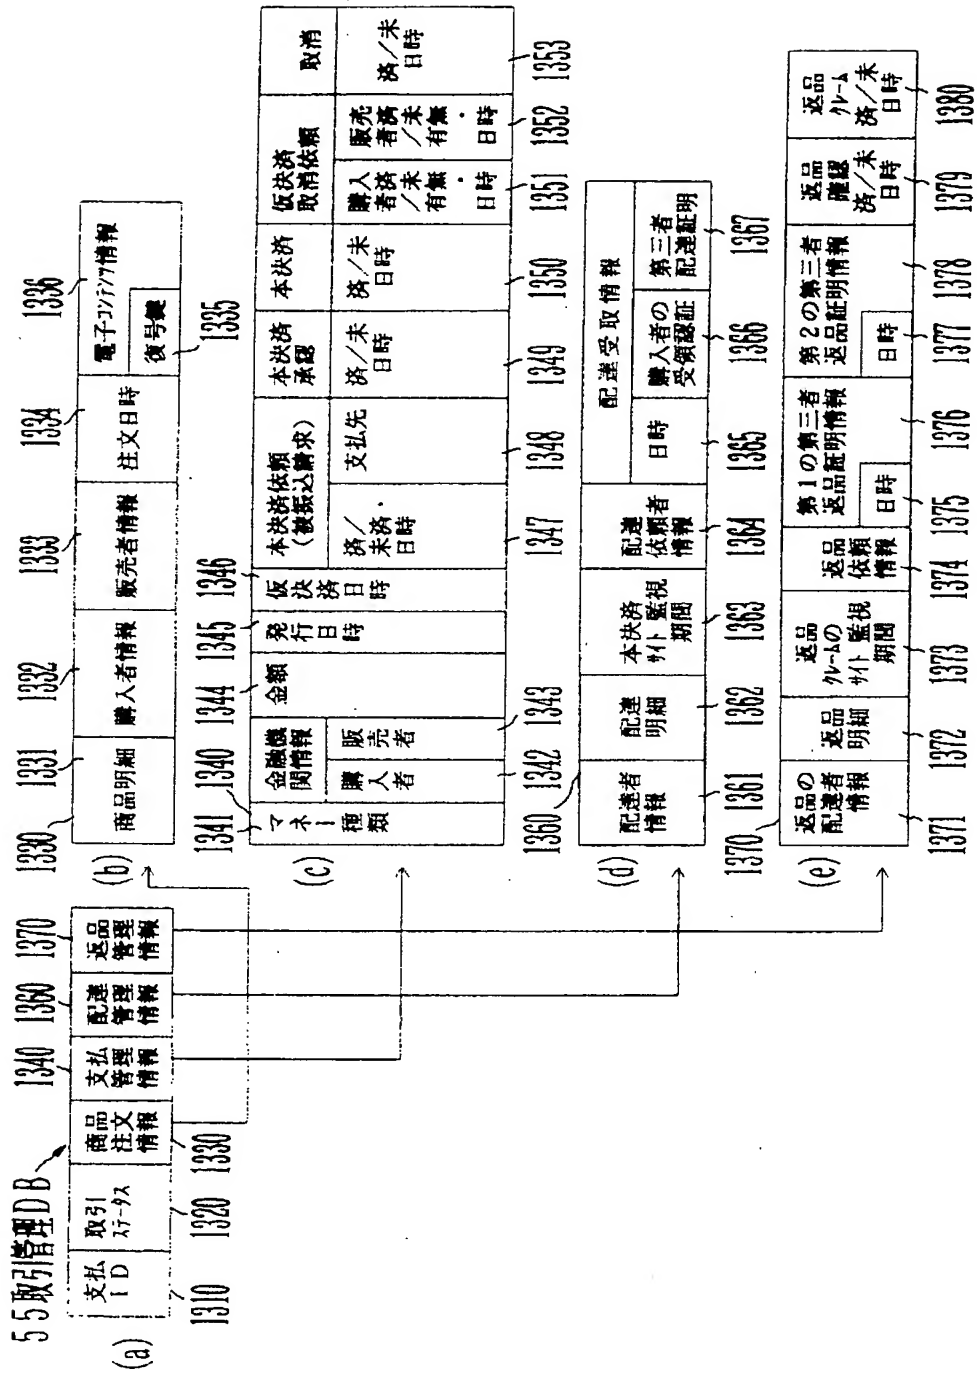 55取引管理DB
(a)
支払
ID
1310
取引
ステータス
1320
商品
注文
情報
1330
支払
管理
情報
1340
配達
管理
情報
1360
返品
管理
情報
1370
(b)
1330
商品明細
1331
購入者情報
1332
販売者情報
1333
注文日時
1334
電子コンテンツ情報
1336
復号鍵
1335
(c)
1340
マネー種類
1341
金融機
関情報
購入者
1342
販売者
1343
金額
1344
発行日時
1345
仮決済日時
1346
本決済依頼
(被振込請求)
済/
未済・
日時
1347
支払先
1348
本決済
承認
済/未
日時
1349
本決済
済/未
日時
1350
仮決済
取消依頼
購入
者済/未
有無・
日時
1351
販売
者済/未
有無・
日時
1352
取消
済/未
日時
1353
(d)
1360
配達者
情報
1361
配達
明細
1362
本決済
サイト監視
期間
1363
配達
依頼者
情報
1364
配達受取情報
日時
1365
購入者の
受領認証
1366
第三者
配達証明
1367
(e)
1370
返品の
配達者
情報
1371
返品
明細
1372
返品
クレームの
サイト監視
期間
1373
返品
依頼
情報
1374
第1の第三者
返品証明情報
1376
日時
1375
第2の第三者
返品証明情報
1378
日時
1377
返品
確認
済/未
日時
1379
返品
クレーム
済/未
日時
1380